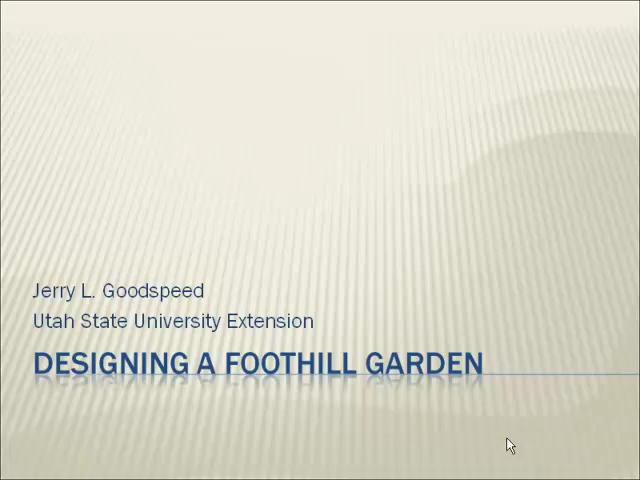 Jerry L. Goodspeed
Utah State University Extension
DESIGNING A FOOTHILL GARDEN